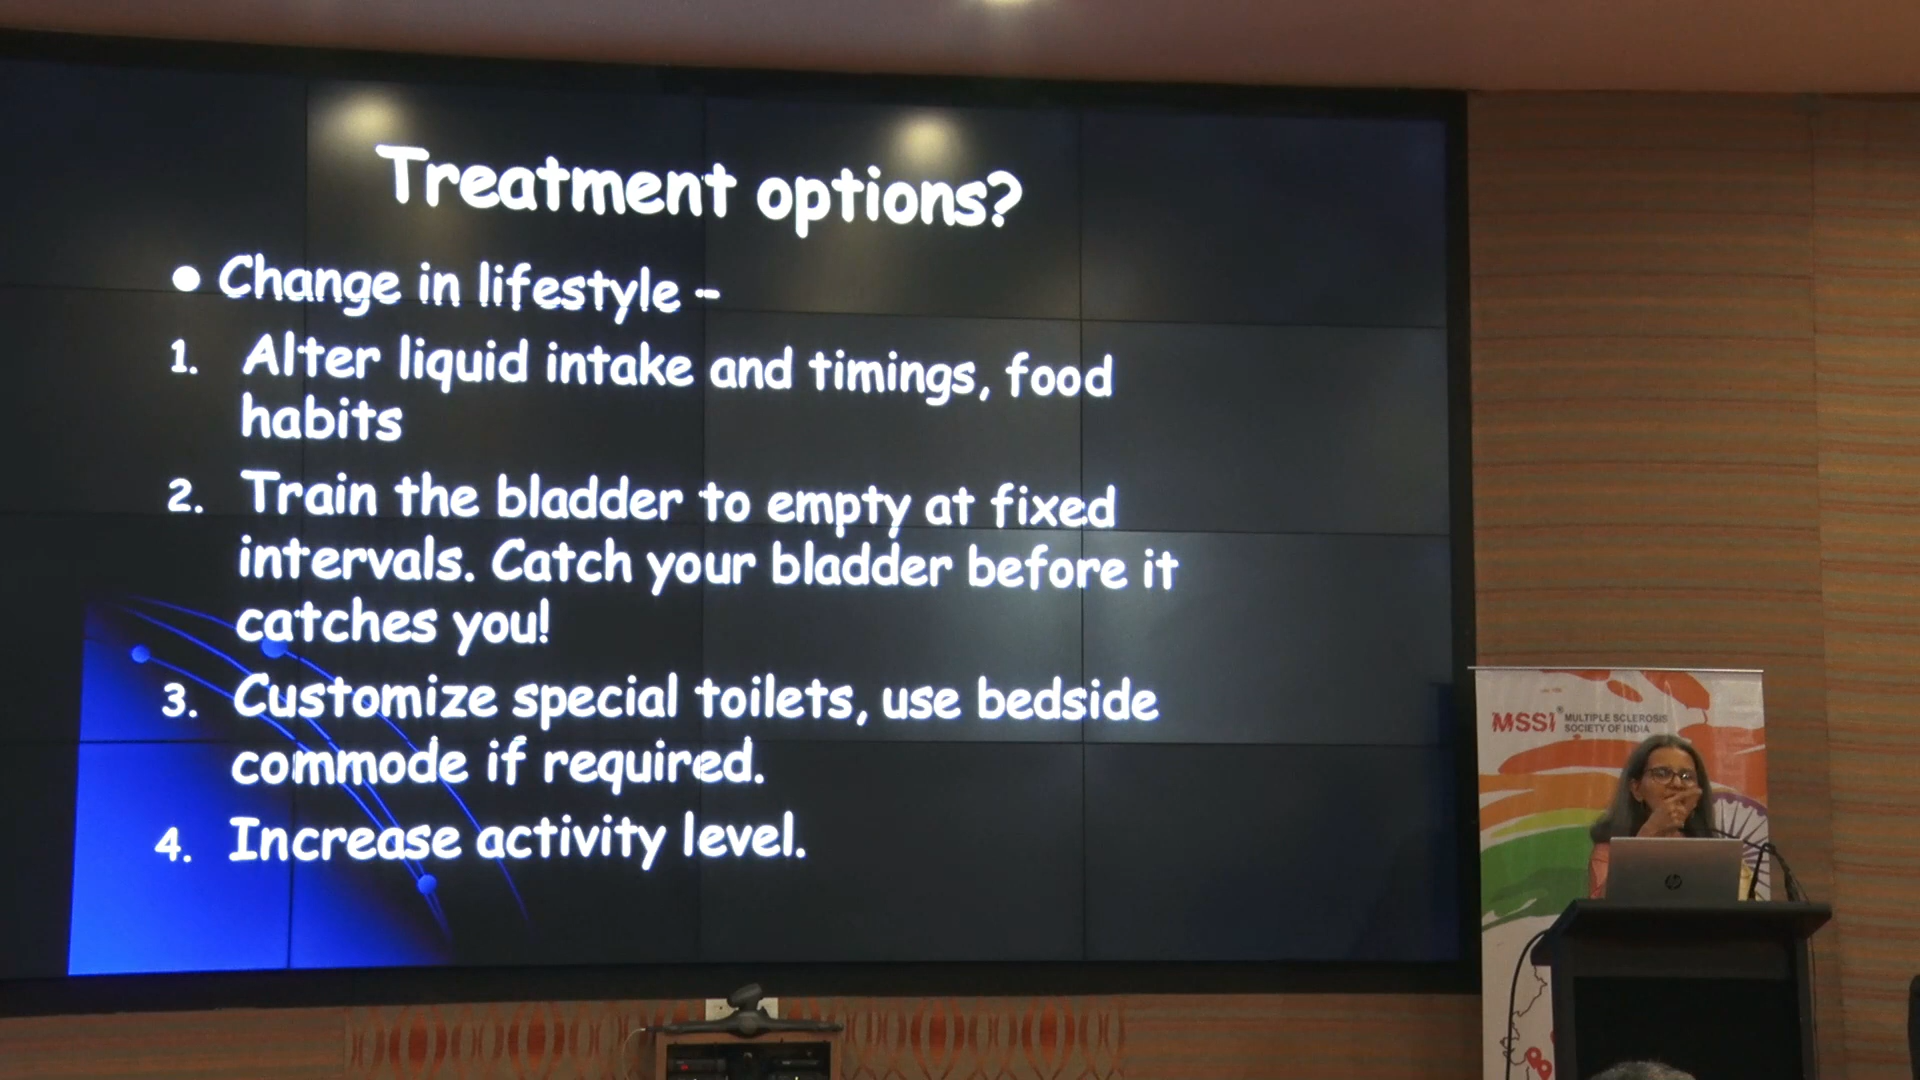 Treatment options?
● Change in lifestyle –
1. Alter liquid intake and timings, food
habits
2. Train the bladder to empty at fixed
intervals. Catch your bladder before it
catches you!
3. Customize special toilets, use bedside
commode if required.
4. Increase activity level.
MSSI® MULTIPLE SCLEROSIS
SOCIETY OF INDIA
hp